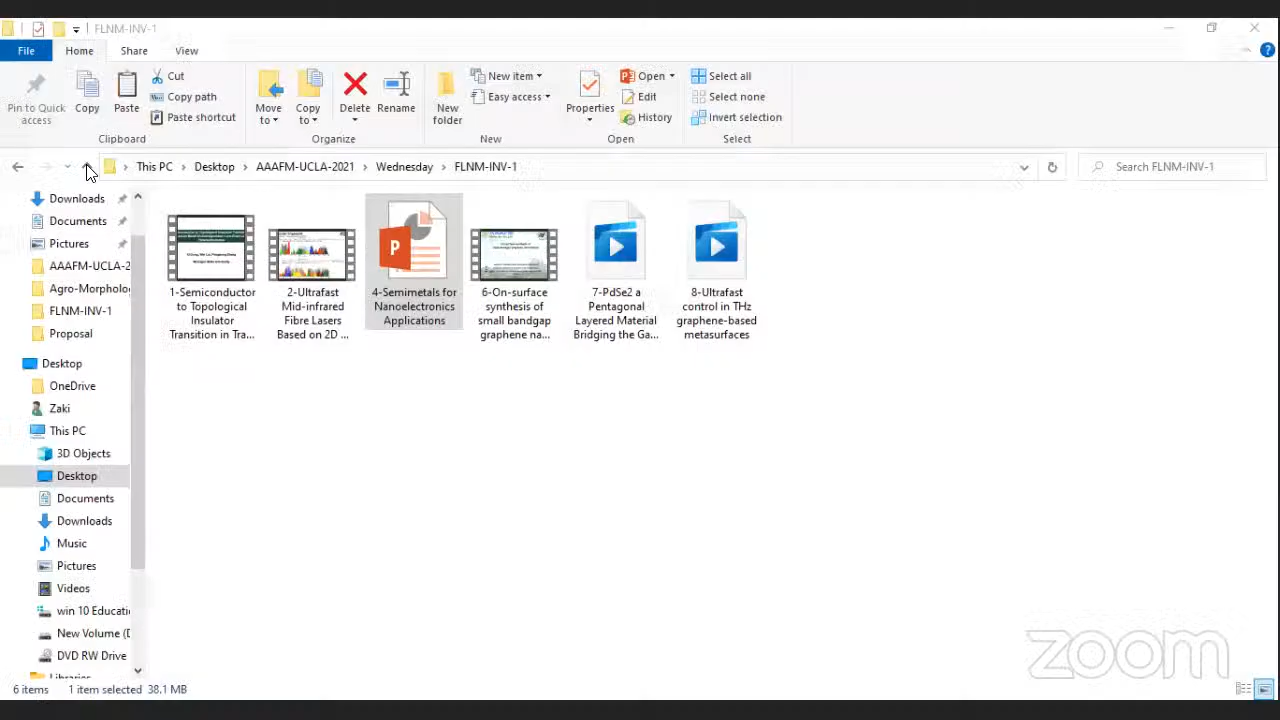 FLNM-INV-1
File Home Share View
Pin to Quick access
Copy
Paste
Cut
Copy path
Paste shortcut
Clipboard
Move to
Copy to
Delete
Rename
Organize
New folder
New item
Easy access
New
Properties
Open
Edit
History
Open
Select all
Select none
Invert selection
Select
This PC > Desktop > AAAFM-UCLA-2021 > Wednesday > FLNM-INV-1
Search FLNM-INV-1
Downloads
Documents
Pictures
AAAFM-UCLA-2
Agro-Morpholo
FLNM-INV-1
Proposal
Desktop
OneDrive
Zaki
This PC
3D Objects
Desktop
Documents
Downloads
Music
Pictures
Videos
win 10 Educati
New Volume (D
DVD RW Drive
Libraries
1-Semiconductor
to Topological
Insulator
Transition in Tra...
2-Ultrafast
Mid-infrared
Fibre Lasers
Based on 2D ...
4-Semimetals for
Nanoelectronics
Applications
6-On-surface
synthesis of
small bandgap
graphene na...
7-PdSe2 a
Pentagonal
Layered Material
Bridging the Ga...
8-Ultrafast
control in THz
graphene-based
metasurfaces
zoom
6 items 1 item selected 38.1 MB